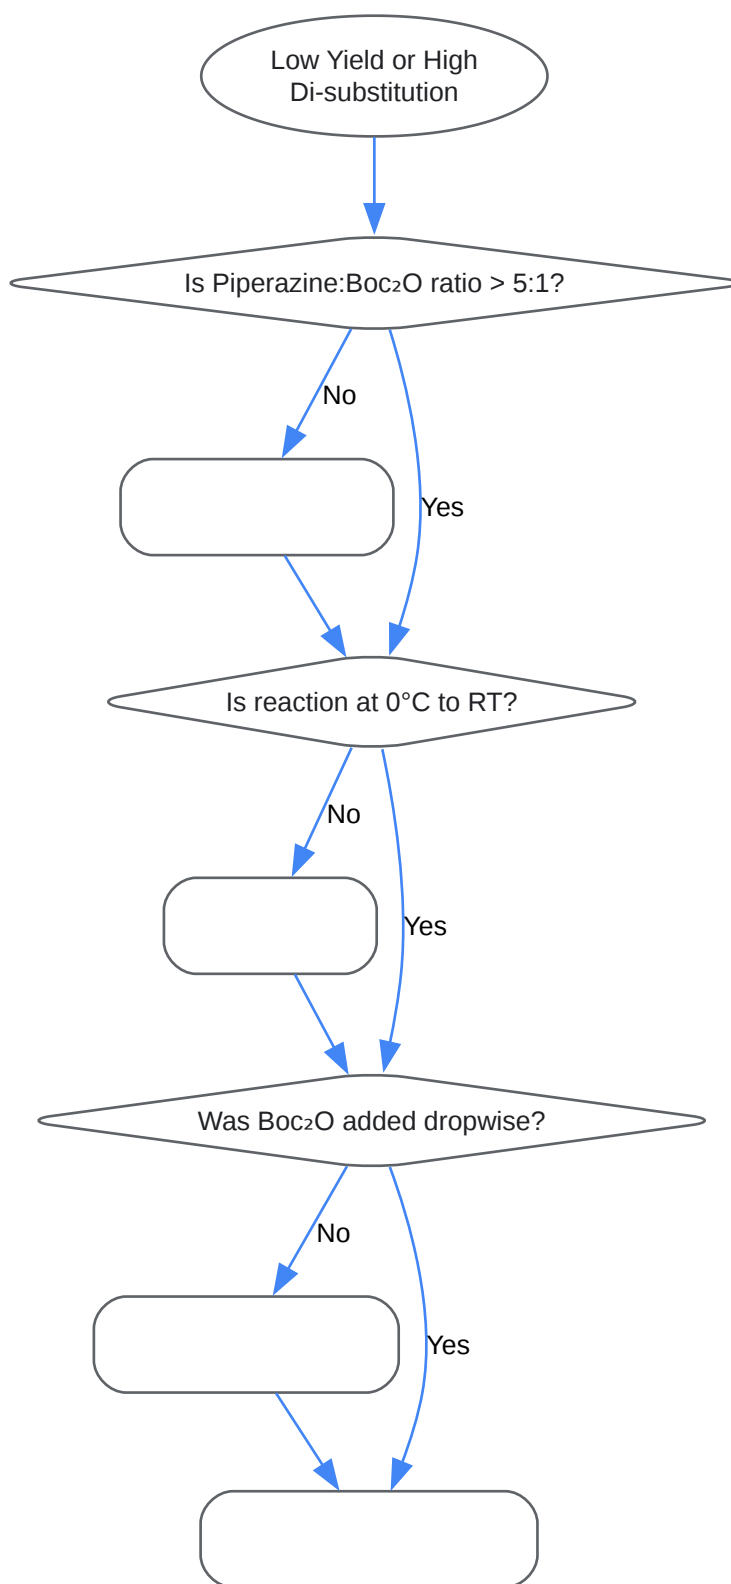 Low Yield or High
Di-substitution
Is Piperazine:Boc₂O ratio > 5:1?
No
Yes
Is reaction at 0°C to RT?
No
Yes
Was Boc₂O added dropwise?
No
Yes